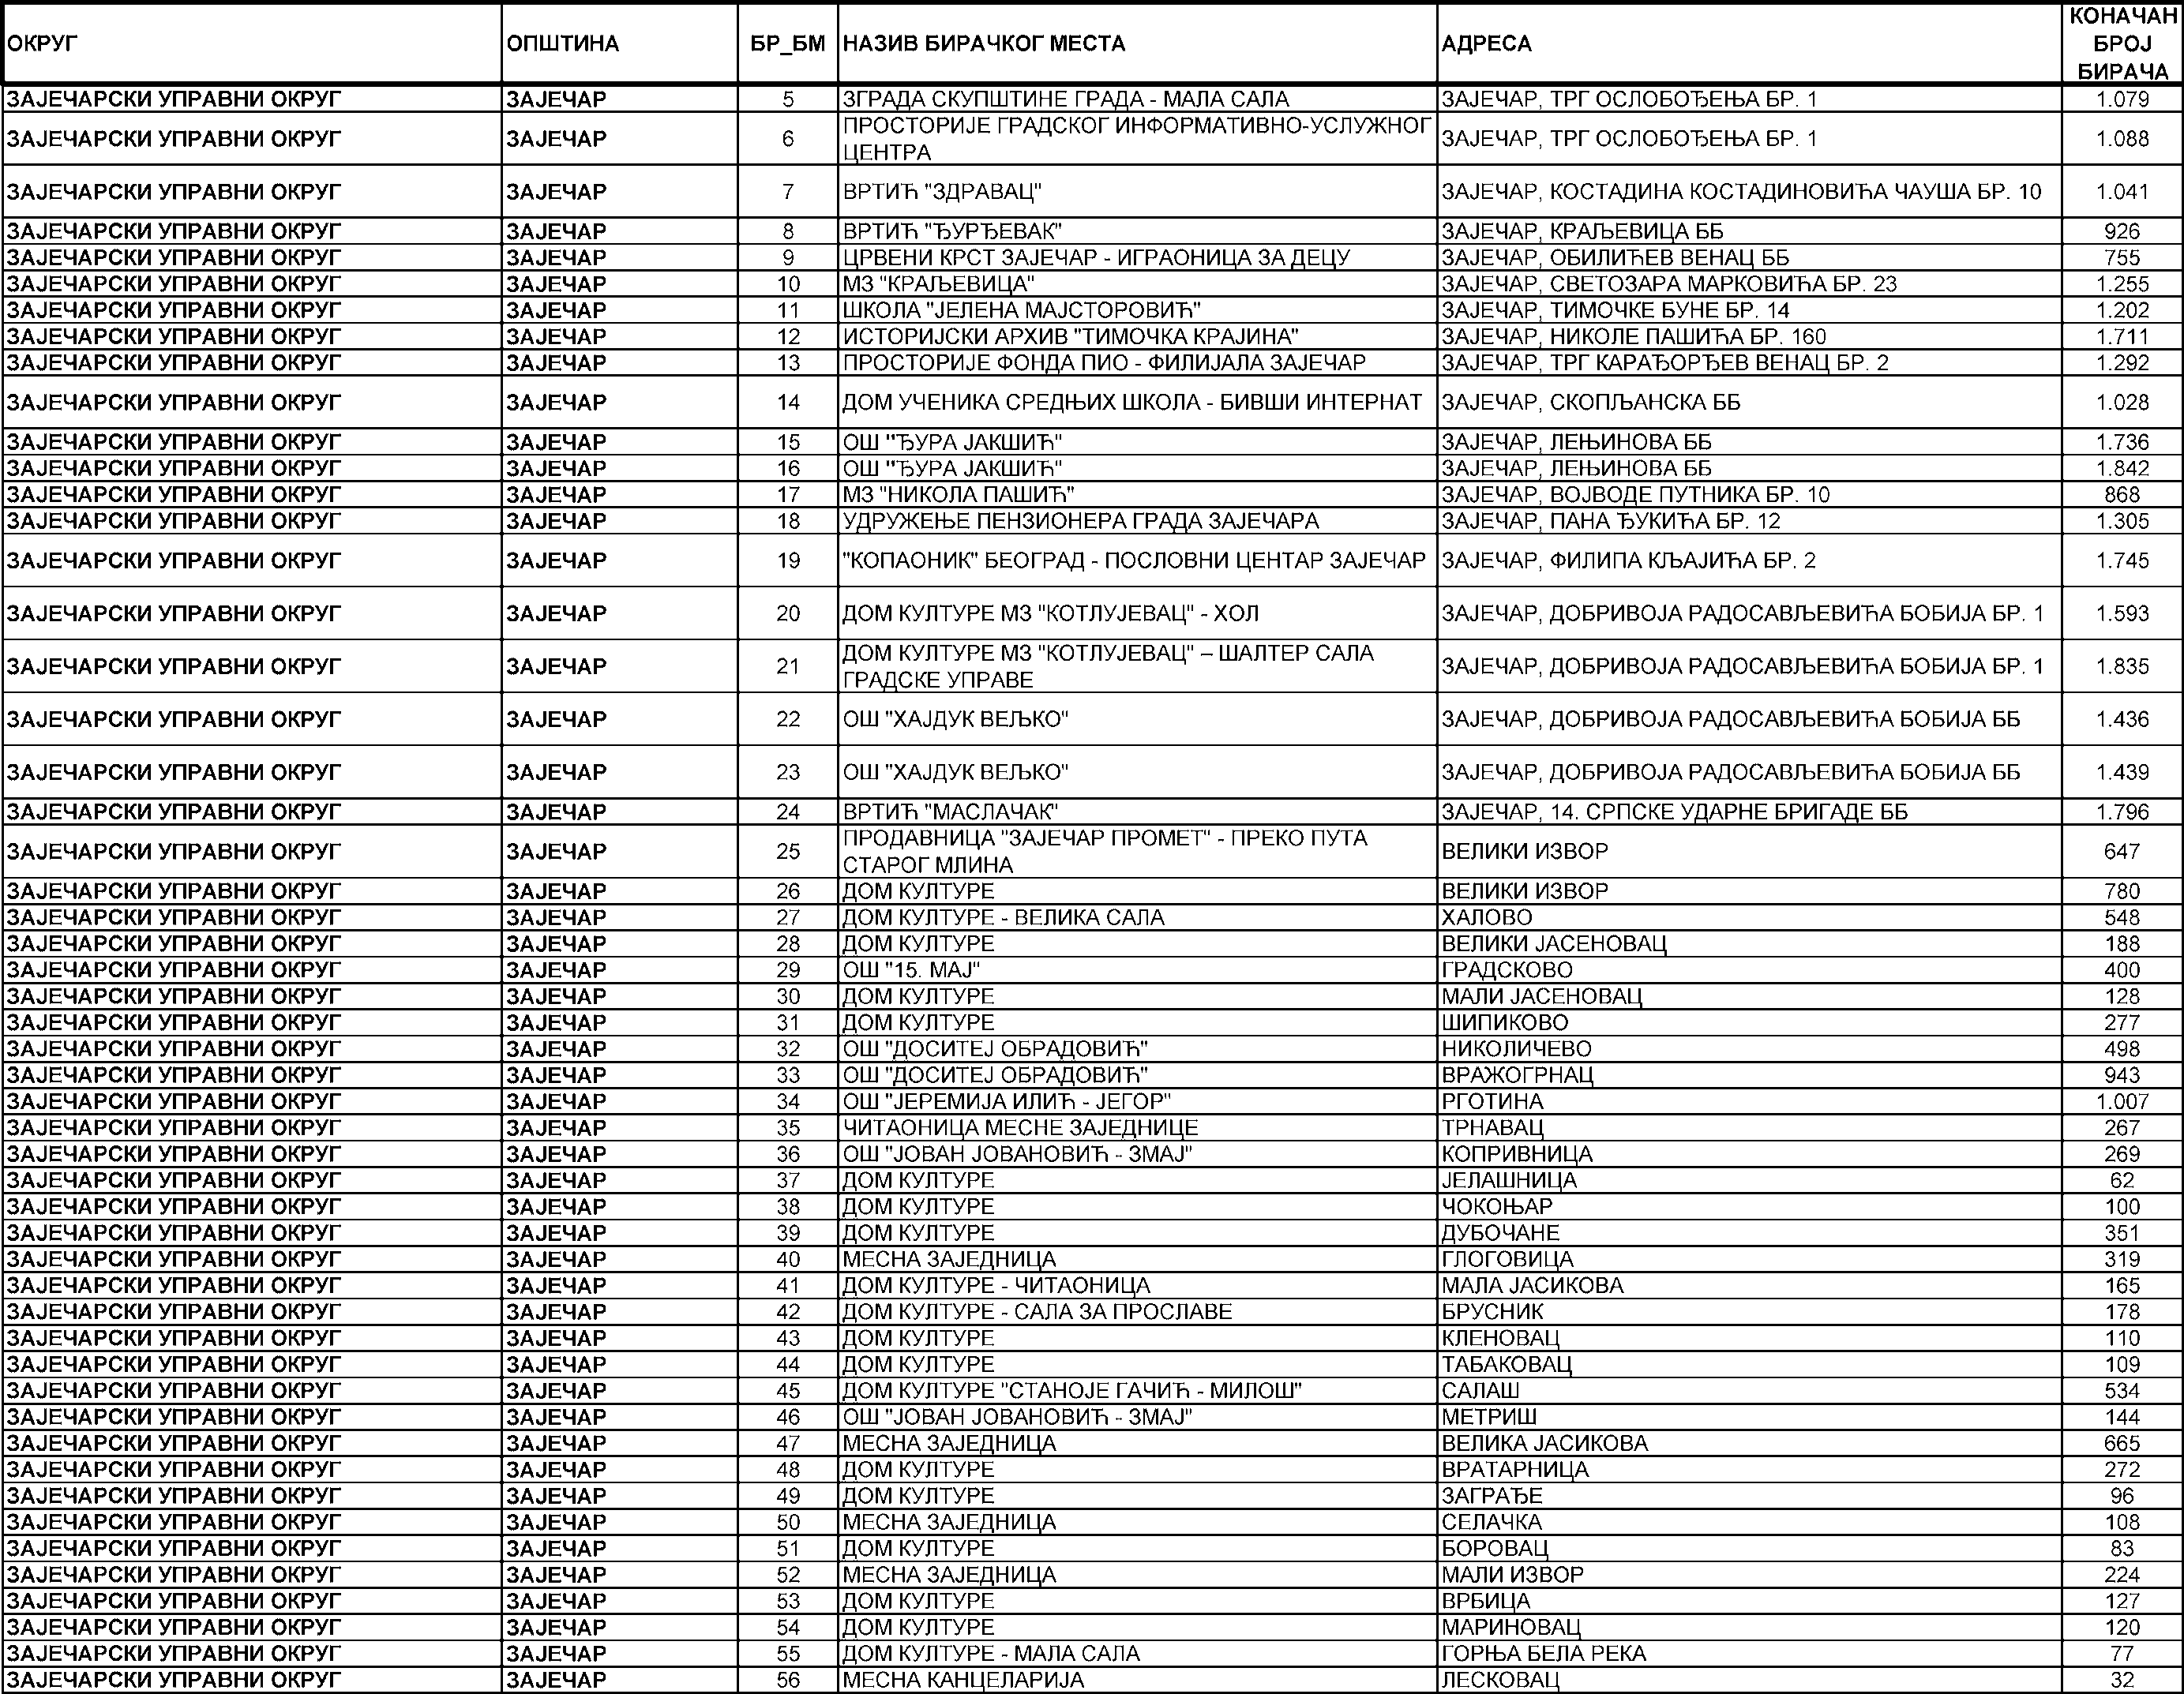 ОКРУГ ОПШТИНА БР_БМ НАЗИВ БИРАЧКОГ МЕСТА АДРЕСА КОНАЧАН БРОЈ БИРАЧА
ЗАЈЕЧАРСКИ УПРАВНИ ОКРУГ ЗАЈЕЧАР 5 ЗГРАДА СКУПШТИНЕ ГРАДА - МАЛА САЛА ЗАЈЕЧАР, ТРГ ОСЛОБОЂЕЊА БР. 1 1.079
ЗАЈЕЧАРСКИ УПРАВНИ ОКРУГ ЗАЈЕЧАР 6 ПРОСТОРИЈЕ ГРАДСКОГ ИНФОРМАТИВНО-УСЛУЖНОГ ЦЕНТРА ЗАЈЕЧАР, ТРГ ОСЛОБОЂЕЊА БР. 1 1.088
ЗАЈЕЧАРСКИ УПРАВНИ ОКРУГ ЗАЈЕЧАР 7 ВРТИЋ "ЗДРАВАЦ" ЗАЈЕЧАР, КОСТАДИНА КОСТАДИНОВИЋА ЧАУША БР. 10 1.041
ЗАЈЕЧАРСКИ УПРАВНИ ОКРУГ ЗАЈЕЧАР 8 ВРТИЋ "ЂУРЂЕВАК" ЗАЈЕЧАР, КРАЉЕВИЦА ББ 926
ЗАЈЕЧАРСКИ УПРАВНИ ОКРУГ ЗАЈЕЧАР 9 ЦРВЕНИ КРСТ ЗАЈЕЧАР - ИГРАОНИЦА ЗА ДЕЦУ ЗАЈЕЧАР, ОБИЛИЋЕВ ВЕНАЦ ББ 755
ЗАЈЕЧАРСКИ УПРАВНИ ОКРУГ ЗАЈЕЧАР 10 МЗ "КРАЉЕВИЦА" ЗАЈЕЧАР, СВЕТОЗАРА МАРКОВИЋА БР. 23 1.255
ЗАЈЕЧАРСКИ УПРАВНИ ОКРУГ ЗАЈЕЧАР 11 ШКОЛА "ЈЕЛЕНА МАЈСТОРОВИЋ" ЗАЈЕЧАР, ТИМОЧКЕ БУНЕ БР. 14 1.202
ЗАЈЕЧАРСКИ УПРАВНИ ОКРУГ ЗАЈЕЧАР 12 ИСТОРИЈСКИ АРХИВ "ТИМОЧКА КРАЈИНА" ЗАЈЕЧАР, НИКОЛЕ ПАШИЋА БР. 160 1.711
ЗАЈЕЧАРСКИ УПРАВНИ ОКРУГ ЗАЈЕЧАР 13 ПРОСТОРИЈЕ ФОНДА ПИО - ФИЛИЈАЛА ЗАЈЕЧАР ЗАЈЕЧАР, ТРГ КАРАЂОРЂЕВ ВЕНАЦ БР. 2 1.292
ЗАЈЕЧАРСКИ УПРАВНИ ОКРУГ ЗАЈЕЧАР 14 ДОМ УЧЕНИКА СРЕДЊИХ ШКОЛА - БИВШИ ИНТЕРНАТ ЗАЈЕЧАР, СКОПЉАНСКА ББ 1.028
ЗАЈЕЧАРСКИ УПРАВНИ ОКРУГ ЗАЈЕЧАР 15 ОШ "ЂУРА ЈАКШИЋ" ЗАЈЕЧАР, ЛЕЊИНОВА ББ 1.736
ЗАЈЕЧАРСКИ УПРАВНИ ОКРУГ ЗАЈЕЧАР 16 ОШ "ЂУРА ЈАКШИЋ" ЗАЈЕЧАР, ЛЕЊИНОВА ББ 1.842
ЗАЈЕЧАРСКИ УПРАВНИ ОКРУГ ЗАЈЕЧАР 17 МЗ "НИКОЛА ПАШИЋ" ЗАЈЕЧАР, ВОЈВОДЕ ПУТНИКА БР. 10 868
ЗАЈЕЧАРСКИ УПРАВНИ ОКРУГ ЗАЈЕЧАР 18 УДРУЖЕЊЕ ПЕНЗИОНЕРА ГРАДА ЗАЈЕЧАРА ЗАЈЕЧАР, ПАНА ЂУКИЋА БР. 12 1.305
ЗАЈЕЧАРСКИ УПРАВНИ ОКРУГ ЗАЈЕЧАР 19 "КОПАОНИК" БЕОГРАД - ПОСЛОВНИ ЦЕНТАР ЗАЈЕЧАР ЗАЈЕЧАР, ФИЛИПА КЉАЈИЋА БР. 2 1.745
ЗАЈЕЧАРСКИ УПРАВНИ ОКРУГ ЗАЈЕЧАР 20 ДОМ КУЛТУРЕ МЗ "КОТЛУЈЕВАЦ" - ХОЛ ЗАЈЕЧАР, ДОБРИВОЈА РАДОСАВЉЕВИЋА БОБИЈА БР. 1 1.593
ЗАЈЕЧАРСКИ УПРАВНИ ОКРУГ ЗАЈЕЧАР 21 ДОМ КУЛТУРЕ МЗ "КОТЛУЈЕВАЦ" – ШАЛТЕР САЛА ГРАДСКЕ УПРАВЕ ЗАЈЕЧАР, ДОБРИВОЈА РАДОСАВЉЕВИЋА БОБИЈА БР. 1 1.835
ЗАЈЕЧАРСКИ УПРАВНИ ОКРУГ ЗАЈЕЧАР 22 ОШ "ХАЈДУК ВЕЉКО" ЗАЈЕЧАР, ДОБРИВОЈА РАДОСАВЉЕВИЋА БОБИЈА ББ 1.436
ЗАЈЕЧАРСКИ УПРАВНИ ОКРУГ ЗАЈЕЧАР 23 ОШ "ХАЈДУК ВЕЉКО" ЗАЈЕЧАР, ДОБРИВОЈА РАДОСАВЉЕВИЋА БОБИЈА ББ 1.439
ЗАЈЕЧАРСКИ УПРАВНИ ОКРУГ ЗАЈЕЧАР 24 ВРТИЋ "МАСЛАЧАК" ЗАЈЕЧАР, 14. СРПСКЕ УДАРНЕ БРИГАДЕ ББ 1.796
ЗАЈЕЧАРСКИ УПРАВНИ ОКРУГ ЗАЈЕЧАР 25 ПРОДАВНИЦА "ЗАЈЕЧАР ПРОМЕТ" - ПРЕКО ПУТА СТАРОГ МЛИНА ВЕЛИКИ ИЗВОР 647
ЗАЈЕЧАРСКИ УПРАВНИ ОКРУГ ЗАЈЕЧАР 26 ДОМ КУЛТУРЕ ВЕЛИКИ ИЗВОР 780
ЗАЈЕЧАРСКИ УПРАВНИ ОКРУГ ЗАЈЕЧАР 27 ДОМ КУЛТУРЕ - ВЕЛИКА САЛА ХАЛОВО 548
ЗАЈЕЧАРСКИ УПРАВНИ ОКРУГ ЗАЈЕЧАР 28 ДОМ КУЛТУРЕ ВЕЛИКИ ЈАСЕНОВАЦ 188
ЗАЈЕЧАРСКИ УПРАВНИ ОКРУГ ЗАЈЕЧАР 29 ОШ "15. МАЈ" ГРАДСКОВО 400
ЗАЈЕЧАРСКИ УПРАВНИ ОКРУГ ЗАЈЕЧАР 30 ДОМ КУЛТУРЕ МАЛИ ЈАСЕНОВАЦ 128
ЗАЈЕЧАРСКИ УПРАВНИ ОКРУГ ЗАЈЕЧАР 31 ДОМ КУЛТУРЕ ШИПИКОВО 277
ЗАЈЕЧАРСКИ УПРАВНИ ОКРУГ ЗАЈЕЧАР 32 ОШ "ДОСИТЕЈ ОБРАДОВИЋ" НИКОЛИЧЕВО 498
ЗАЈЕЧАРСКИ УПРАВНИ ОКРУГ ЗАЈЕЧАР 33 ОШ "ДОСИТЕЈ ОБРАДОВИЋ" ВРАЖОГРНАЦ 943
ЗАЈЕЧАРСКИ УПРАВНИ ОКРУГ ЗАЈЕЧАР 34 ОШ "ЈЕРЕМИЈА ИЛИЋ - ЈЕГОР" РГОТИНА 1.007
ЗАЈЕЧАРСКИ УПРАВНИ ОКРУГ ЗАЈЕЧАР 35 ЧИТАОНИЦА МЕСНЕ ЗАЈЕДНИЦЕ ТРНАВАЦ 267
ЗАЈЕЧАРСКИ УПРАВНИ ОКРУГ ЗАЈЕЧАР 36 ОШ "ЈОВАН ЈОВАНОВИЋ - ЗМАЈ" КОПРИВНИЦА 269
ЗАЈЕЧАРСКИ УПРАВНИ ОКРУГ ЗАЈЕЧАР 37 ДОМ КУЛТУРЕ ЈЕЛАШНИЦА 62
ЗАЈЕЧАРСКИ УПРАВНИ ОКРУГ ЗАЈЕЧАР 38 ДОМ КУЛТУРЕ ЧОКОЊАР 100
ЗАЈЕЧАРСКИ УПРАВНИ ОКРУГ ЗАЈЕЧАР 39 ДОМ КУЛТУРЕ ДУБОЧАНЕ 351
ЗАЈЕЧАРСКИ УПРАВНИ ОКРУГ ЗАЈЕЧАР 40 МЕСНА ЗАЈЕДНИЦА ГЛОГОВИЦА 319
ЗАЈЕЧАРСКИ УПРАВНИ ОКРУГ ЗАЈЕЧАР 41 ДОМ КУЛТУРЕ - ЧИТАОНИЦА МАЛА ЈАСИКОВА 165
ЗАЈЕЧАРСКИ УПРАВНИ ОКРУГ ЗАЈЕЧАР 42 ДОМ КУЛТУРЕ - САЛА ЗА ПРОСЛАВЕ БРУСНИК 178
ЗАЈЕЧАРСКИ УПРАВНИ ОКРУГ ЗАЈЕЧАР 43 ДОМ КУЛТУРЕ КЛЕНОВАЦ 110
ЗАЈЕЧАРСКИ УПРАВНИ ОКРУГ ЗАЈЕЧАР 44 ДОМ КУЛТУРЕ ТАБАКОВАЦ 109
ЗАЈЕЧАРСКИ УПРАВНИ ОКРУГ ЗАЈЕЧАР 45 ДОМ КУЛТУРЕ "СТАНОЈЕ ГАЧИЋ - МИЛОШ" САЛАШ 534
ЗАЈЕЧАРСКИ УПРАВНИ ОКРУГ ЗАЈЕЧАР 46 ОШ "ЈОВАН ЈОВАНОВИЋ - ЗМАЈ" МЕТРИШ 144
ЗАЈЕЧАРСКИ УПРАВНИ ОКРУГ ЗАЈЕЧАР 47 МЕСНА ЗАЈЕДНИЦА ВЕЛИКА ЈАСИКОВА 665
ЗАЈЕЧАРСКИ УПРАВНИ ОКРУГ ЗАЈЕЧАР 48 ДОМ КУЛТУРЕ ВРАТАРНИЦА 272
ЗАЈЕЧАРСКИ УПРАВНИ ОКРУГ ЗАЈЕЧАР 49 ДОМ КУЛТУРЕ ЗАГРАЂЕ 96
ЗАЈЕЧАРСКИ УПРАВНИ ОКРУГ ЗАЈЕЧАР 50 МЕСНА ЗАЈЕДНИЦА СЕЛАЧКА 108
ЗАЈЕЧАРСКИ УПРАВНИ ОКРУГ ЗАЈЕЧАР 51 ДОМ КУЛТУРЕ БОРОВАЦ 83
ЗАЈЕЧАРСКИ УПРАВНИ ОКРУГ ЗАЈЕЧАР 52 МЕСНА ЗАЈЕДНИЦА МАЛИ ИЗВОР 224
ЗАЈЕЧАРСКИ УПРАВНИ ОКРУГ ЗАЈЕЧАР 53 ДОМ КУЛТУРЕ ВРБИЦА 127
ЗАЈЕЧАРСКИ УПРАВНИ ОКРУГ ЗАЈЕЧАР 54 ДОМ КУЛТУРЕ МАРИНОВАЦ 120
ЗАЈЕЧАРСКИ УПРАВНИ ОКРУГ ЗАЈЕЧАР 55 ДОМ КУЛТУРЕ - МАЛА САЛА ГОРЊА БЕЛА РЕКА 77
ЗАЈЕЧАРСКИ УПРАВНИ ОКРУГ ЗАЈЕЧАР 56 МЕСНА КАНЦЕЛАРИЈА ЛЕСКОВАЦ 32